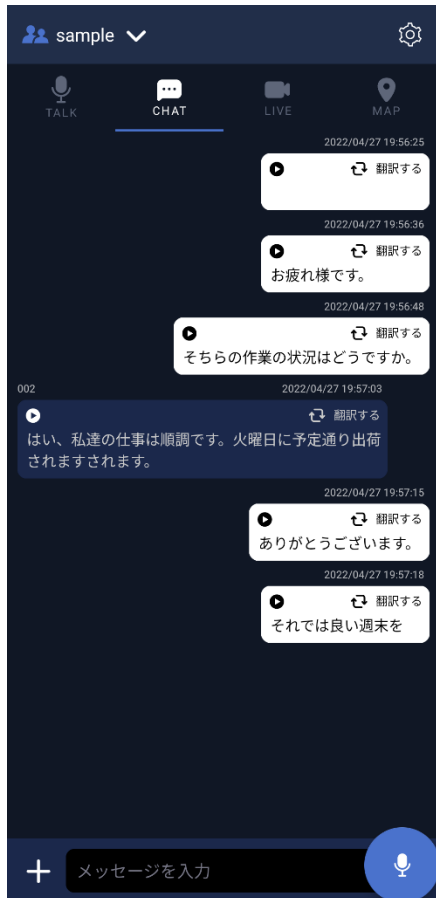 sample
TALK
CHAT
LIVE
MAP
2022/04/27 19:56:25
翻訳する
2022/04/27 19:56:36
翻訳する
お疲れ様です。
2022/04/27 19:56:48
翻訳する
そちらの作業の状況はどうですか。
002
2022/04/27 19:57:03
翻訳する
はい、私達の仕事は順調です。火曜日に予定通り出荷
されますされます。
2022/04/27 19:57:15
翻訳する
ありがとうございます。
2022/04/27 19:57:18
翻訳する
それでは良い週末を
メッセージを入力